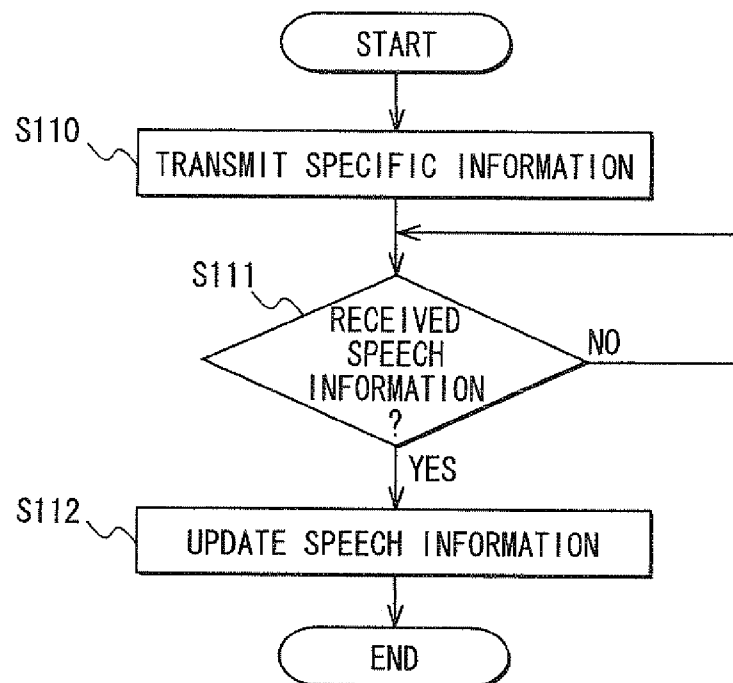 START
S110
TRANSMIT SPECIFIC INFORMATION
S111
RECEIVED
SPEECH
INFORMATION
?
NO
YES
S112
UPDATE SPEECH INFORMATION
END